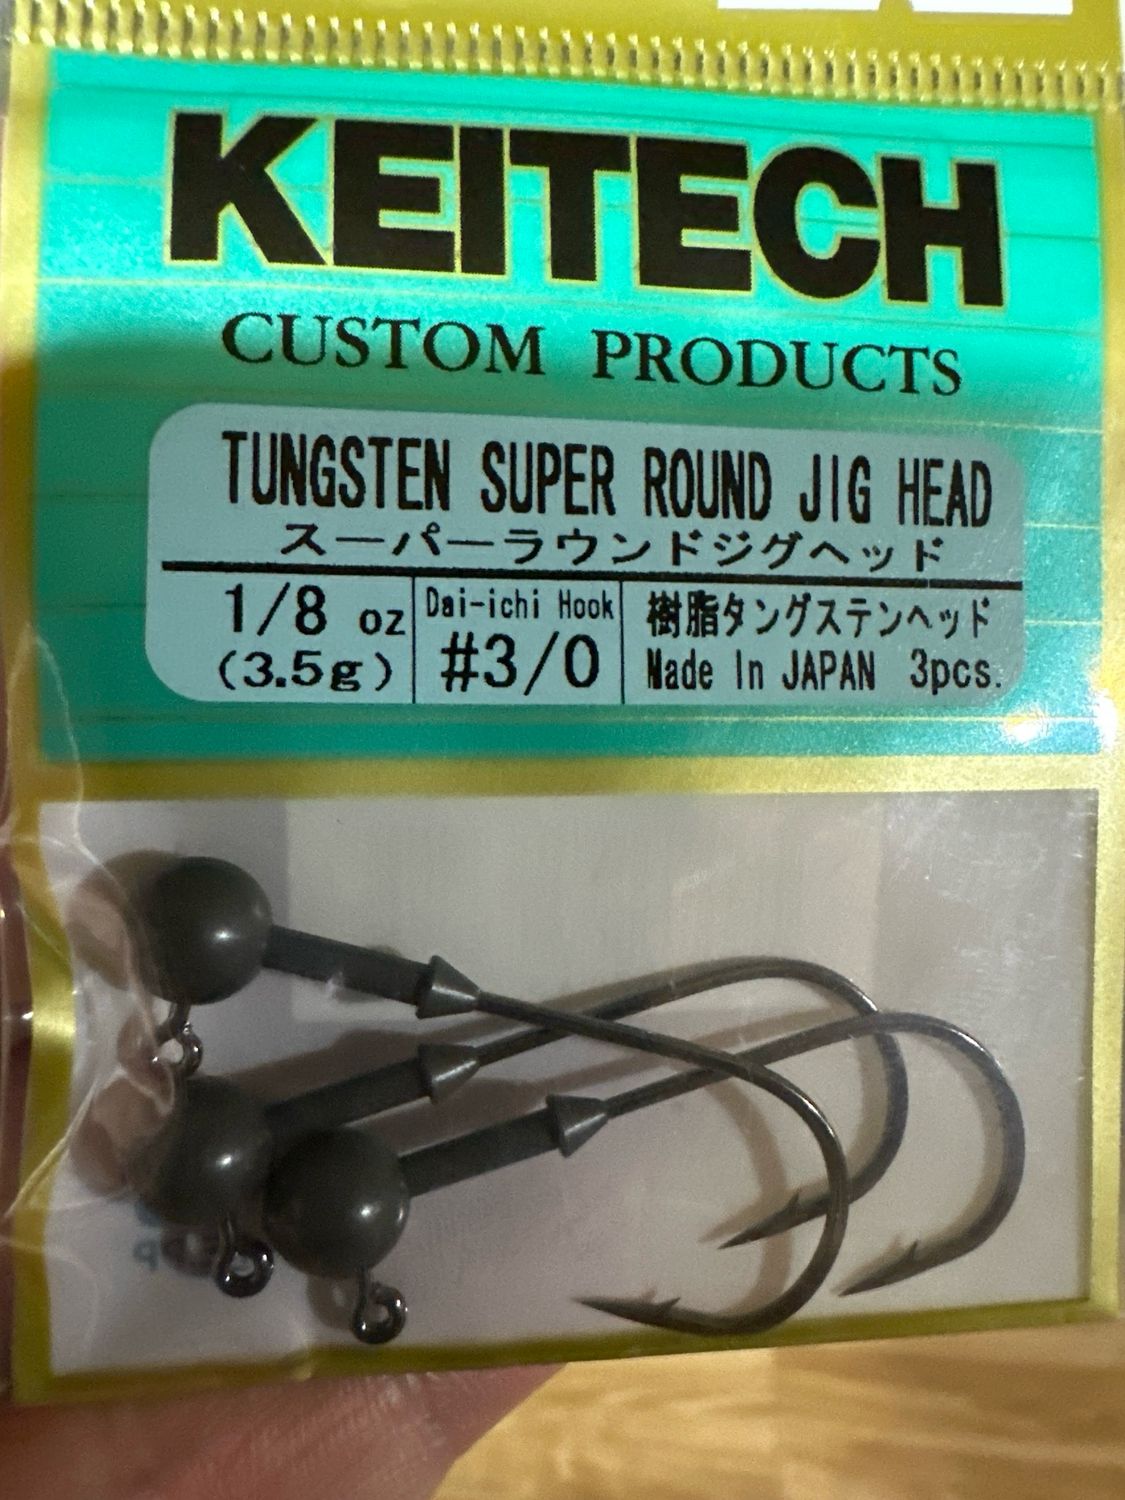 KEITECH
CUSTOM PRODUCTS
TUNGSTEN SUPER ROUND JIG HEAD
スーパーラウンドジグヘッド
1/8 oz
(3.5g)
Dai-ichi Hook
#3/0
樹脂タングステンヘッド
Made In JAPAN 3pcs.